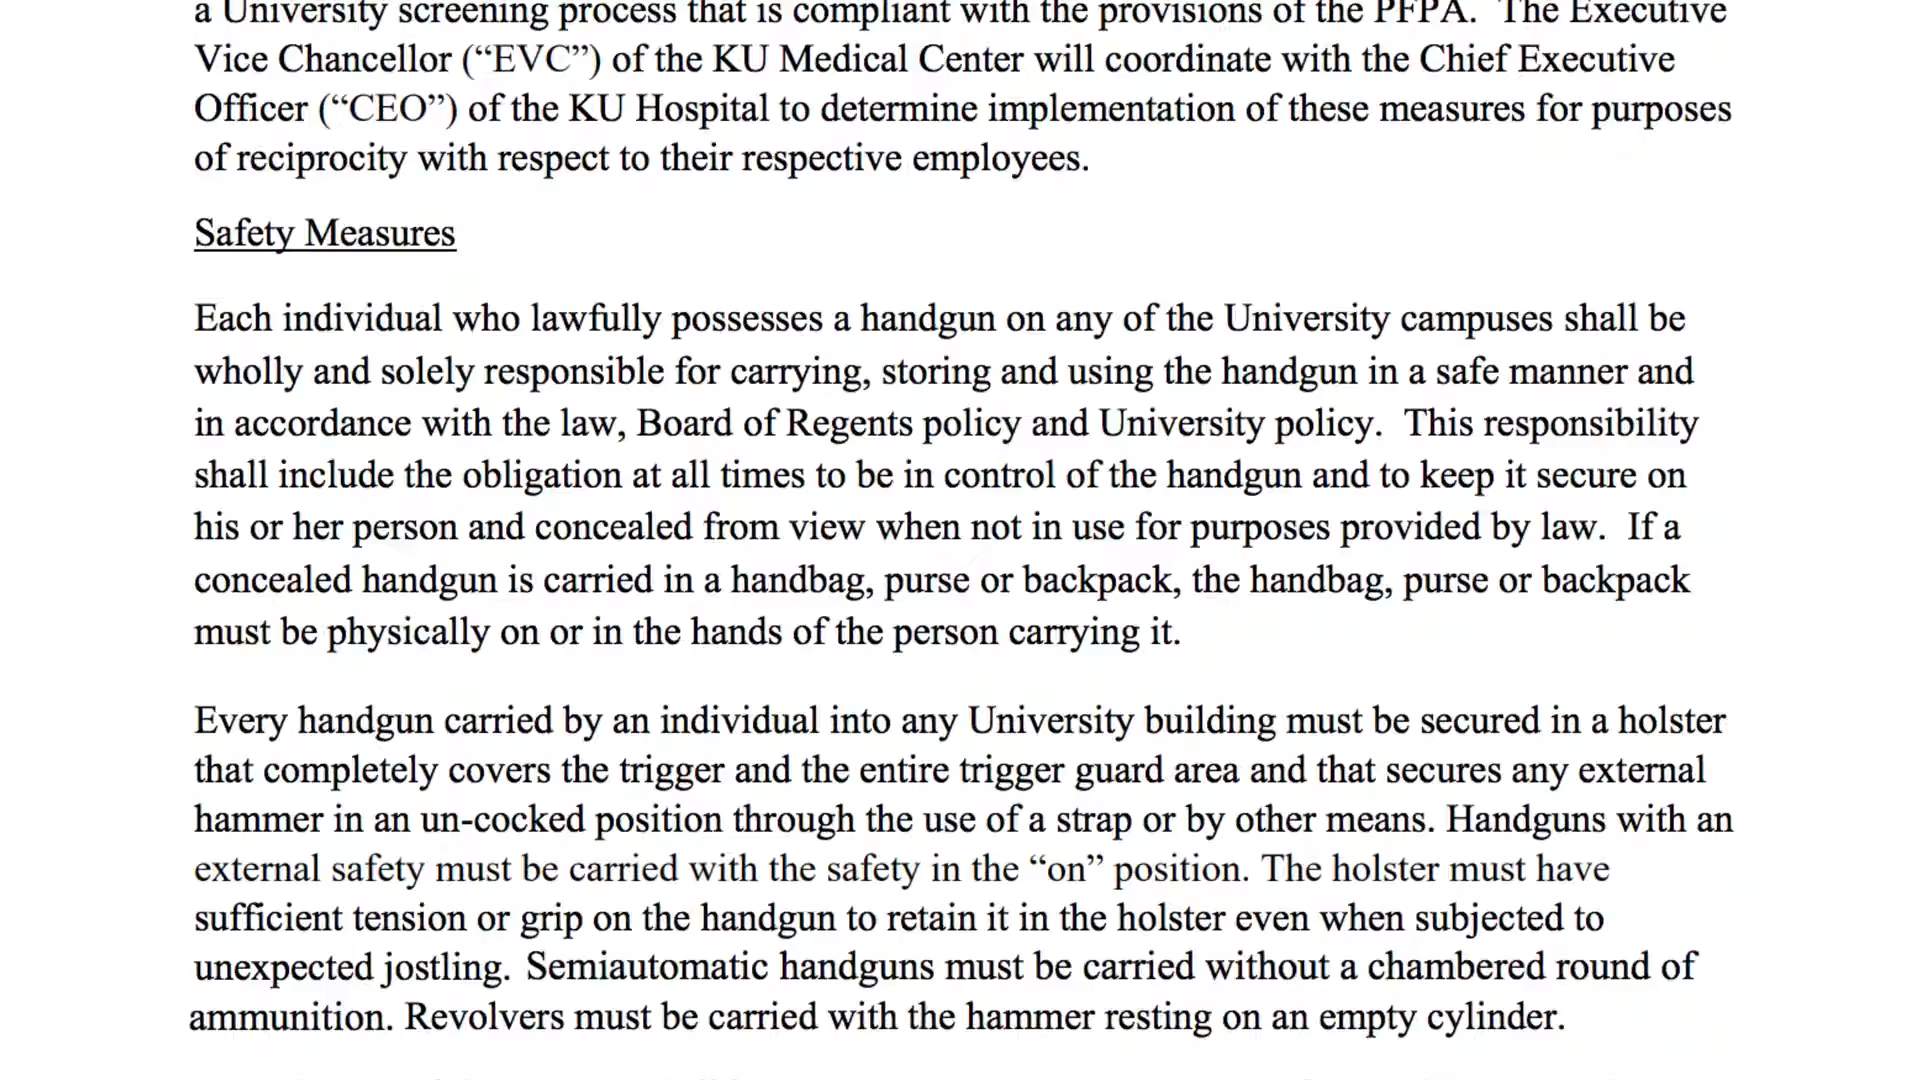 a University screening process that is compliant with the provisions of the PFPA.  The Executive
Vice Chancellor (“EVC”) of the KU Medical Center will coordinate with the Chief Executive
Officer (“CEO”) of the KU Hospital to determine implementation of these measures for purposes
of reciprocity with respect to their respective employees.
Safety Measures
Each individual who lawfully possesses a handgun on any of the University campuses shall be
wholly and solely responsible for carrying, storing and using the handgun in a safe manner and
in accordance with the law, Board of Regents policy and University policy.  This responsibility
shall include the obligation at all times to be in control of the handgun and to keep it secure on
his or her person and concealed from view when not in use for purposes provided by law.  If a
concealed handgun is carried in a handbag, purse or backpack, the handbag, purse or backpack
must be physically on or in the hands of the person carrying it.
Every handgun carried by an individual into any University building must be secured in a holster
that completely covers the trigger and the entire trigger guard area and that secures any external
hammer in an un-cocked position through the use of a strap or by other means. Handguns with an
external safety must be carried with the safety in the “on” position. The holster must have
sufficient tension or grip on the handgun to retain it in the holster even when subjected to
unexpected jostling.  Semiautomatic handguns must be carried without a chambered round of
ammunition. Revolvers must be carried with the hammer resting on an empty cylinder.